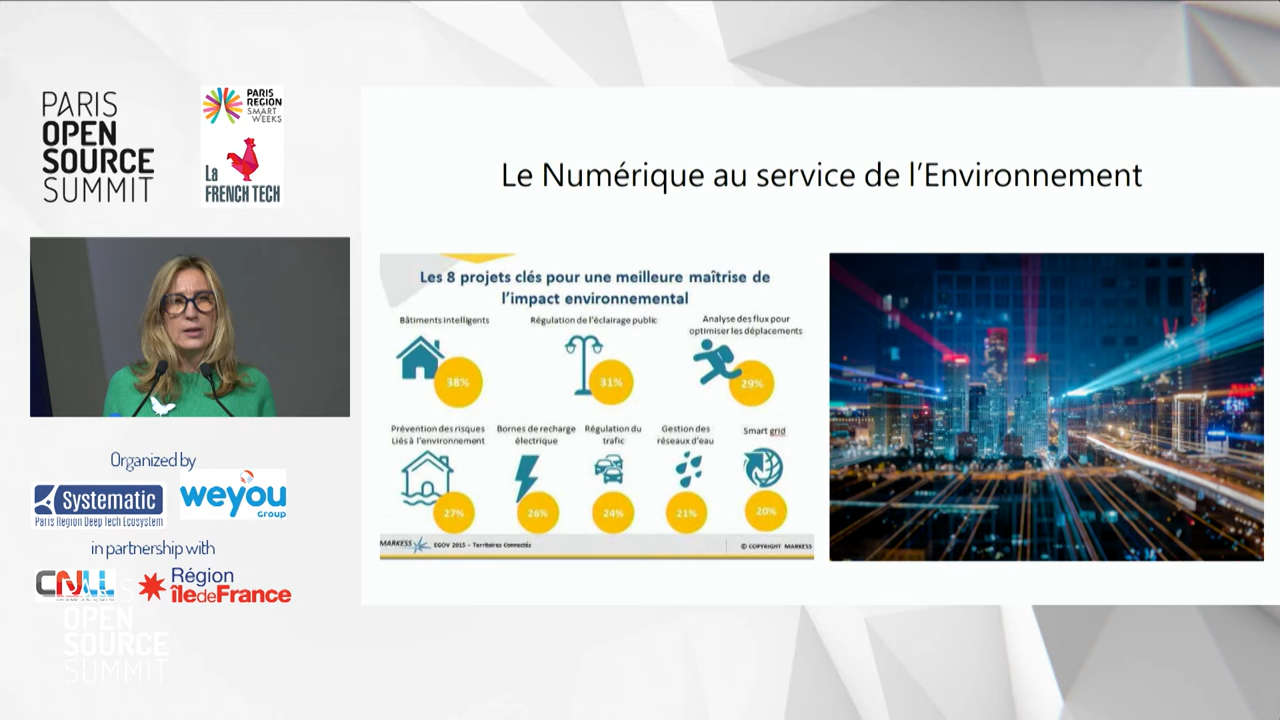 PARIS
OPEN
SOURCE
SUMMIT
PARIS
REGION
SMART
WEEKS
La
FRENCH TECH
Organized by
Systematic
Paris Region Deep Tech Ecosystem
weyou
GROUP
in partnership with
CNLL
Région
îledeFrance
PARIS
OPEN
SOURCE
SUMMIT
Le Numérique au service de l'Environnement
Les 8 projets clés pour une meilleure maîtrise de
l'impact environnemental
Bâtiments intelligents
38%
Régulation de l'éclairage public
31%
Analyse des flux pour
optimiser les déplacements
29%
Prévention des risques
Liés à l'environnement
27%
Bornes de recharge
électrique
26%
Régulation du
trafic
24%
Gestion des
réseaux d'eau
21%
Smart grid
20%
MARKESS
EGOV 2015 – Territoires Connectés
© COPYRIGHT MARKESS